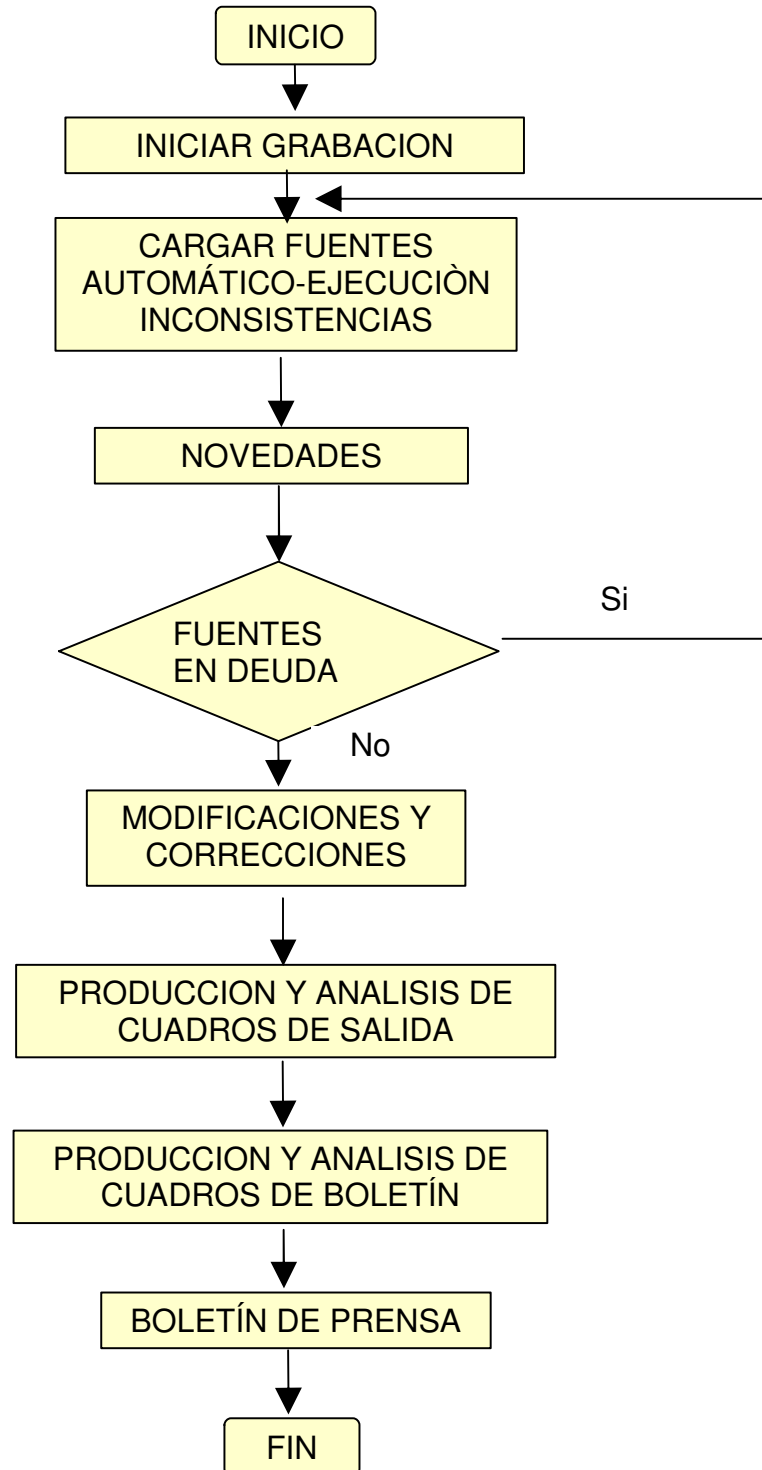 INICIO
INICIAR GRABACION
CARGAR FUENTES
AUTOMÁTICO-EJECUCIÒN
INCONSISTENCIAS
NOVEDADES
Si
FUENTES
EN DEUDA
No
MODIFICACIONES Y
CORRECCIONES
PRODUCCION Y ANALISIS DE
CUADROS DE SALIDA
PRODUCCION Y ANALISIS DE
CUADROS DE BOLETÍN
BOLETÍN DE PRENSA
FIN